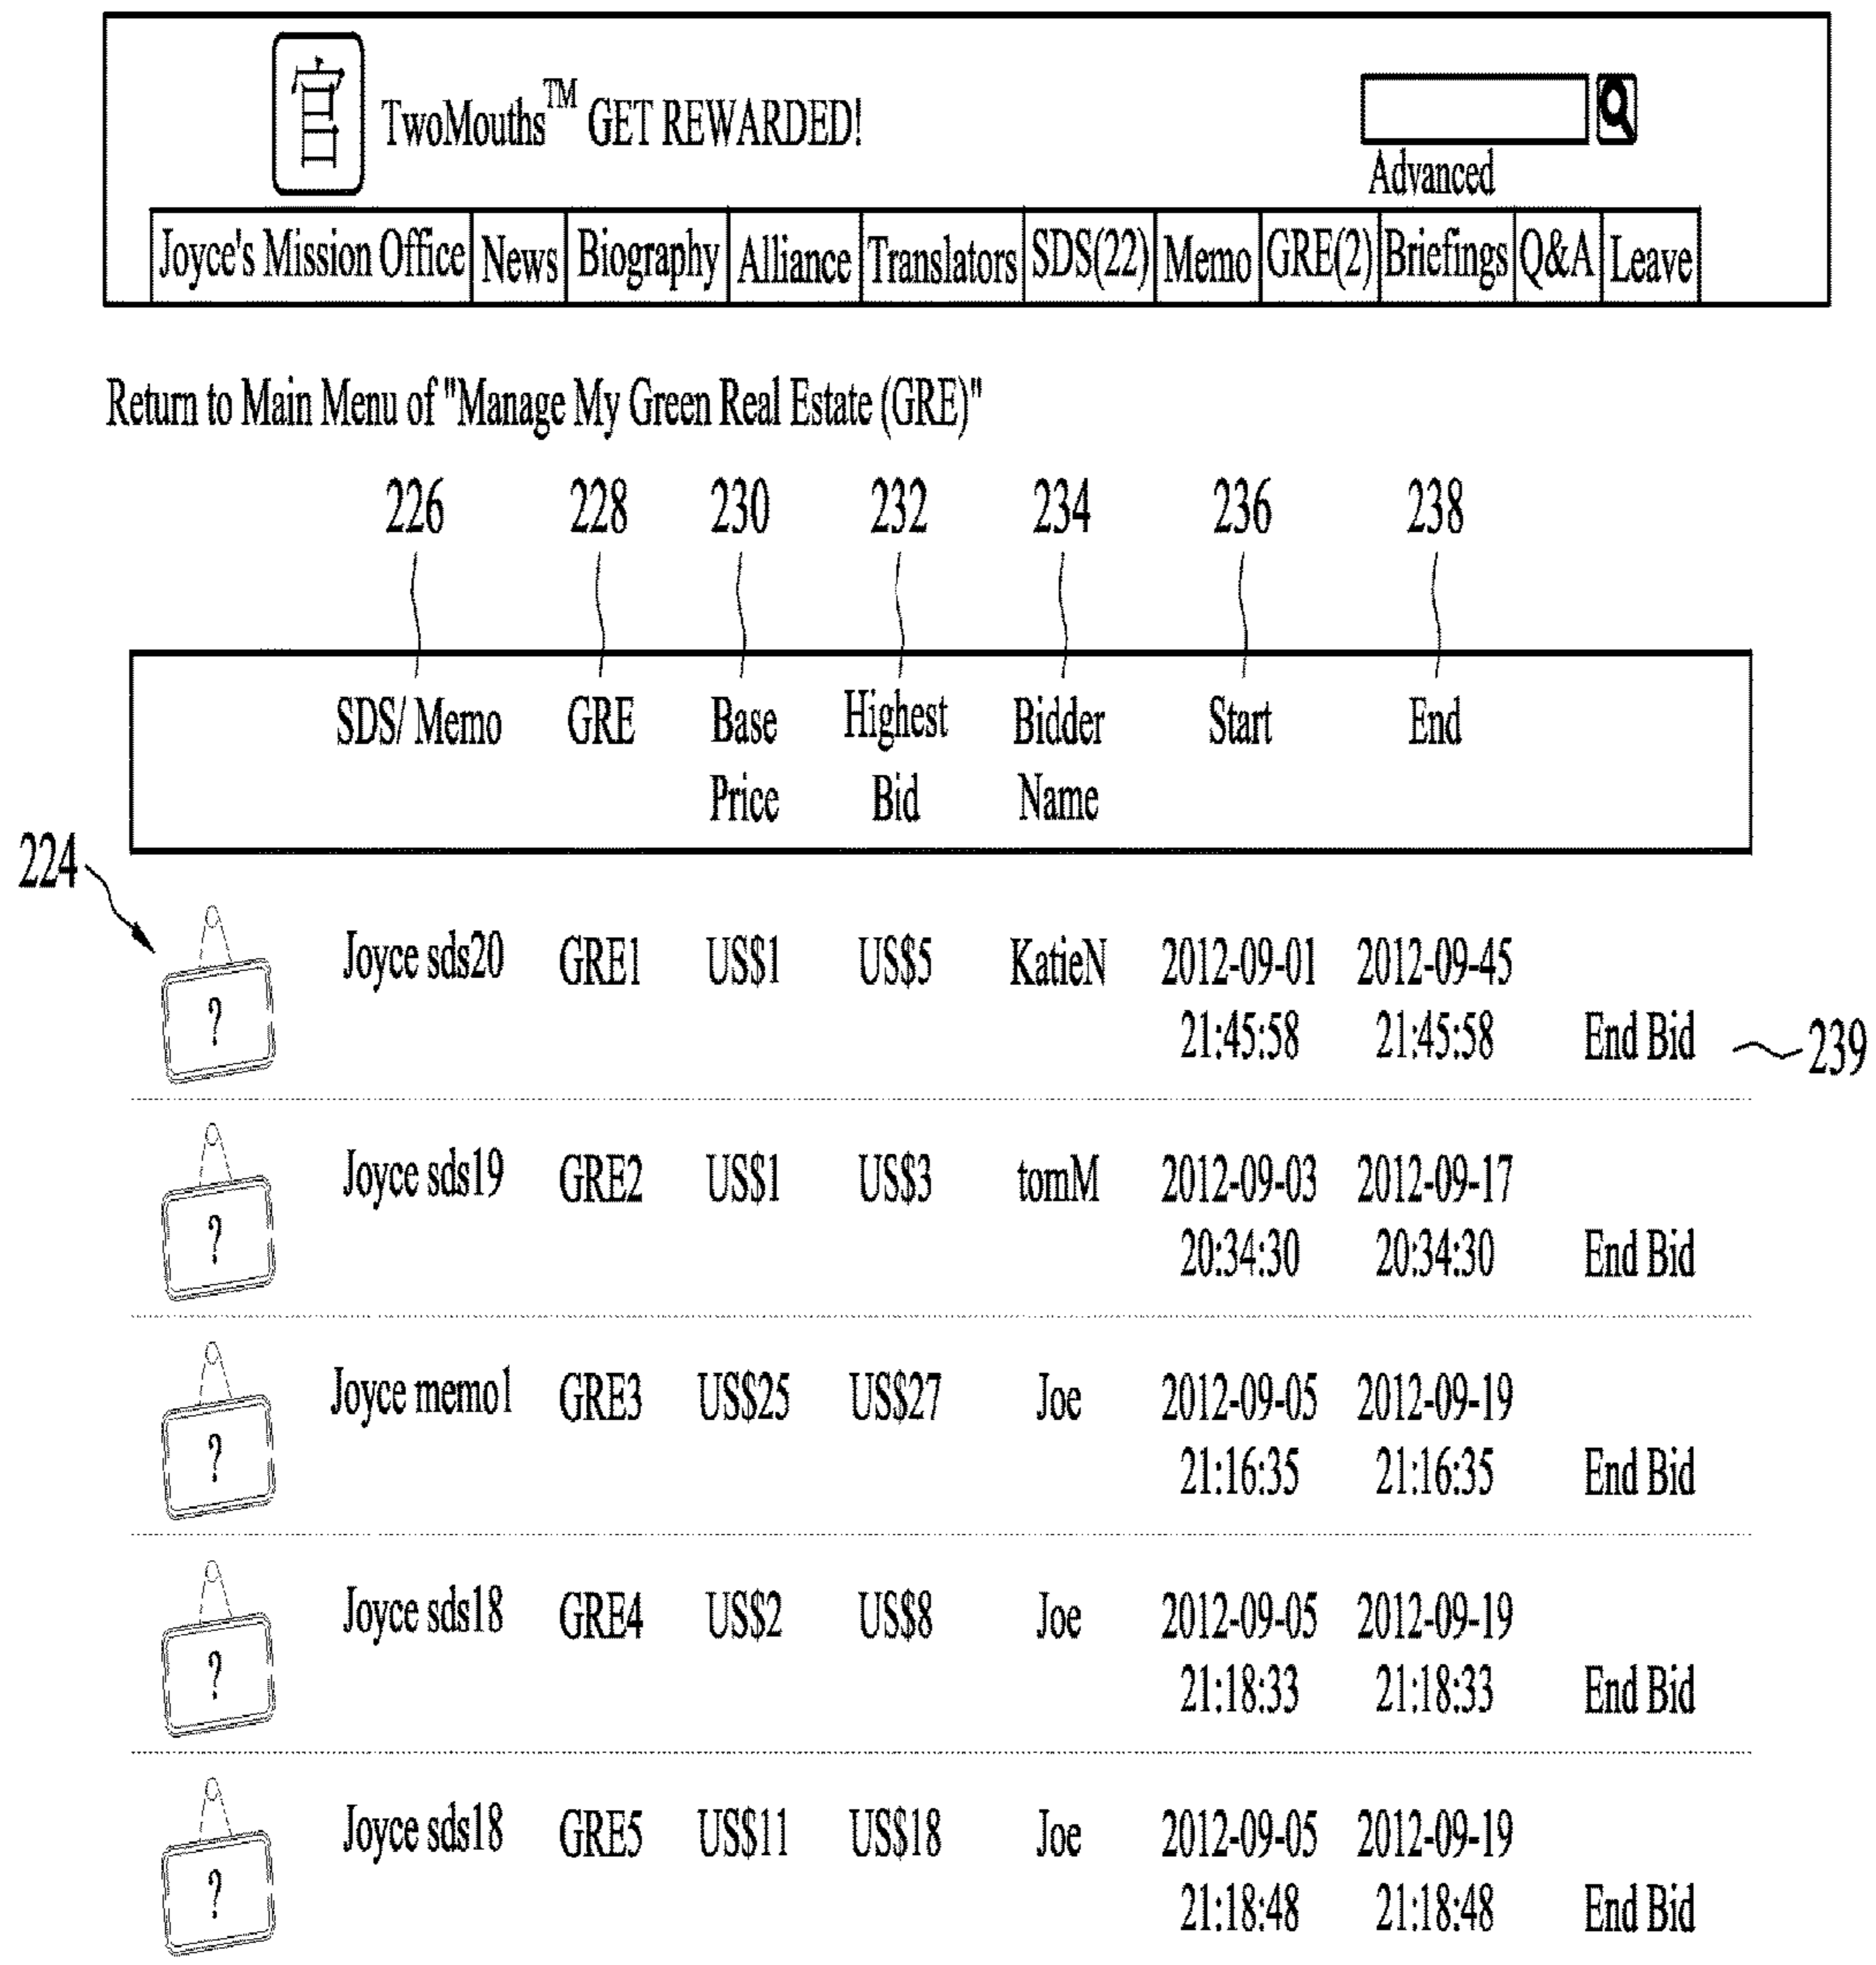 官
TwoMouths™ GET REWARDED!
Advanced
Joyce's Mission Office News Biography Alliance Translators SDS(22) Memo GRE(2) Briefings Q&A Leave
Return to Main Menu of "Manage My Green Real Estate (GRE)"
226 228 230 232 234 236 238
SDS/ Memo GRE Base Highest Bidder Start End
Price Bid Name
224
Joyce sds20 GRE1 US$1 US$5 KatieN 2012-09-01 2012-09-45
? 21:45:58 21:45:58 End Bid 239
Joyce sds19 GRE2 US$1 US$3 tomM 2012-09-03 2012-09-17
? 20:34:30 20:34:30 End Bid
Joyce memo1 GRE3 US$25 US$27 Joe 2012-09-05 2012-09-19
? 21:16:35 21:16:35 End Bid
Joyce sds18 GRE4 US$2 US$8 Joe 2012-09-05 2012-09-19
? 21:18:33 21:18:33 End Bid
Joyce sds18 GRE5 US$11 US$18 Joe 2012-09-05 2012-09-19
? 21:18:48 21:18:48 End Bid